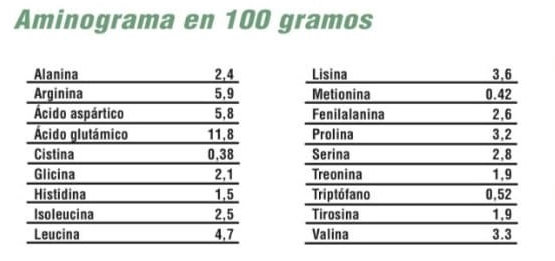 Aminograma en 100 gramos
Alanina 2,4
Arginina 5,9
Ácido aspártico 5,8
Ácido glutámico 11,8
Cistina 0,38
Glicina 2,1
Histidina 1,5
Isoleucina 2,5
Leucina 4,7
Lisina 3,6
Metionina 0.42
Fenilalanina 2,6
Prolina 3,2
Serina 2,8
Treonina 1,9
Triptófano 0,52
Tirosina 1,9
Valina 3.3